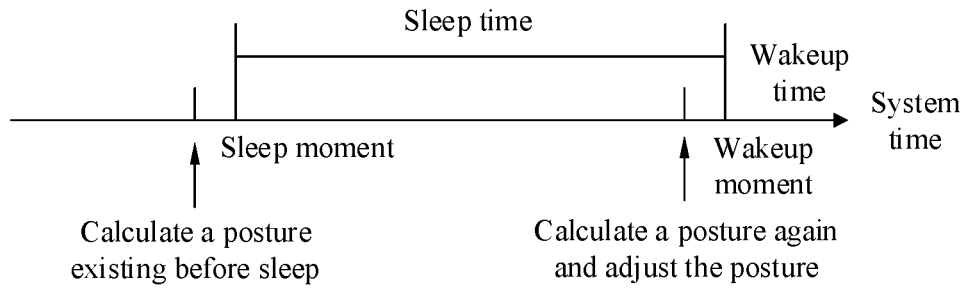 Sleep time
Wakeup
time
System
time
Sleep moment
Wakeup
moment
Calculate a posture
existing before sleep
Calculate a posture again
and adjust the posture